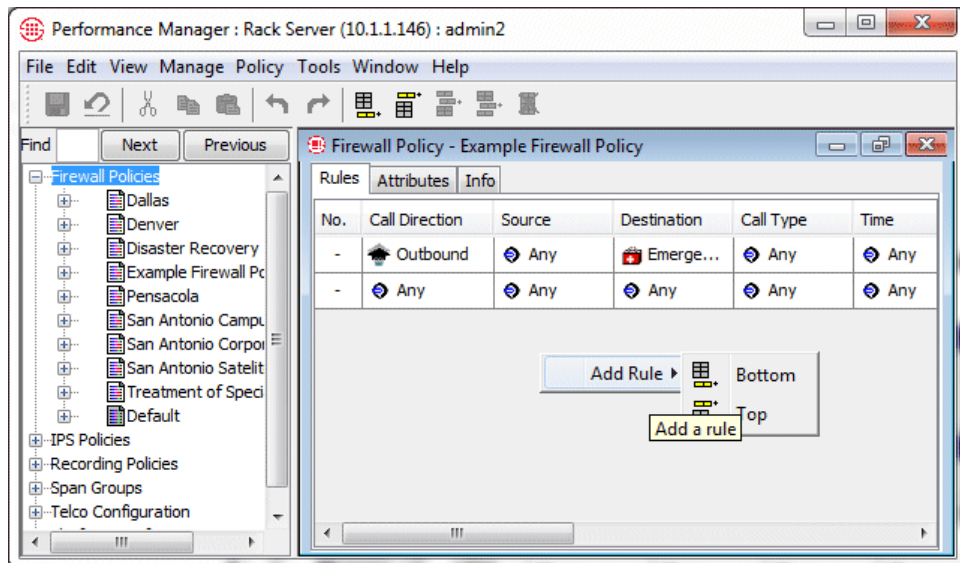 Performance Manager : Rack Server (10.1.1.146) : admin2
File Edit View Manage Policy Tools Window Help
Find Next Previous
Firewall Policies
Dallas
Denver
Disaster Recovery
Example Firewall Po
Pensacola
San Antonio Campu
San Antonio Corpor
San Antonio Satelit
Treatment of Speci
Default
IPS Policies
Recording Policies
Span Groups
Telco Configuration
Firewall Policy - Example Firewall Policy
Rules Attributes Info
No. Call Direction Source Destination Call Type Time
- Outbound Any Emerge... Any Any
- Any Any Any Any Any
Add Rule Bottom
Top
Add a rule